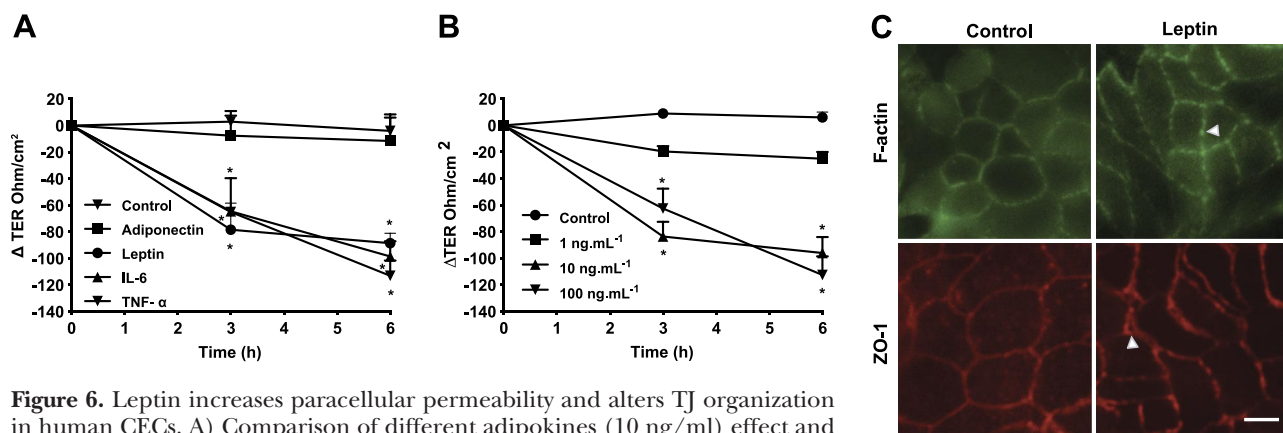 A
B
C
Control
Leptin
F-actin
ZO-1
Δ TER Ohm/cm²
20
0
-20
-40
-60
-80
-100
-120
-140
*
*
*
*
*
*
Control
Adiponectin
Leptin
IL-6
TNF- α
0
1
2
3
4
5
6
Time (h)
ΔTER Ohm/cm²
20
0
-20
-40
-60
-80
-100
-120
-140
*
*
*
*
Control
1 ng.mL⁻¹
10 ng.mL⁻¹
100 ng.mL⁻¹
0
1
2
3
4
5
6
Time (h)
Figure 6. Leptin increases paracellular permeability and alters TJ organization
in human CECs. A) Comparison of different adipokines (10 ng/ml) effect and